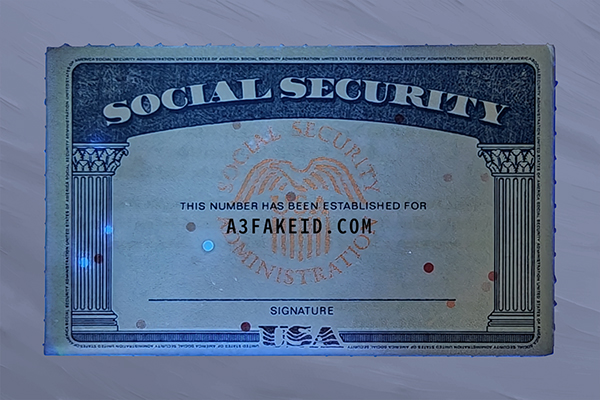 SOCIAL SECURITY
SOCIAL SECURITY
THIS NUMBER HAS BEEN ESTABLISHED FOR
A3FAKEID.COM
ADMINISTRATION
SIGNATURE
USA